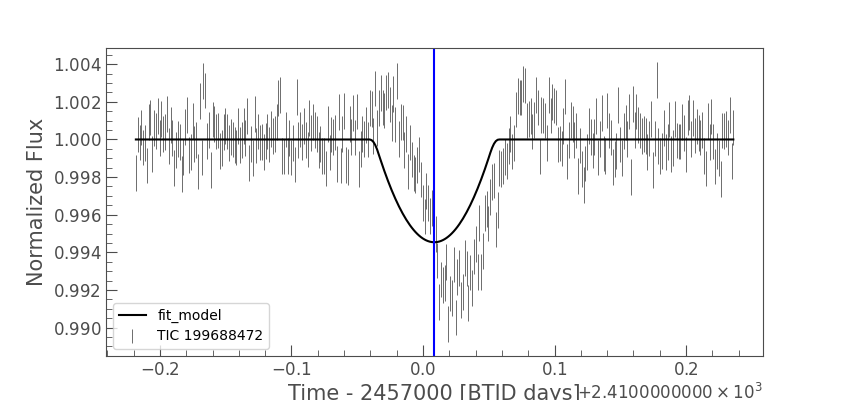 Normalized Flux
1.004
1.002
1.000
0.998
0.996
0.994
0.992
0.990
fit_model
TIC 199688472
−0.2
−0.1
0.0
0.1
0.2
Time - 2457000 [BTJD days]
+2.4100000000 × 10³